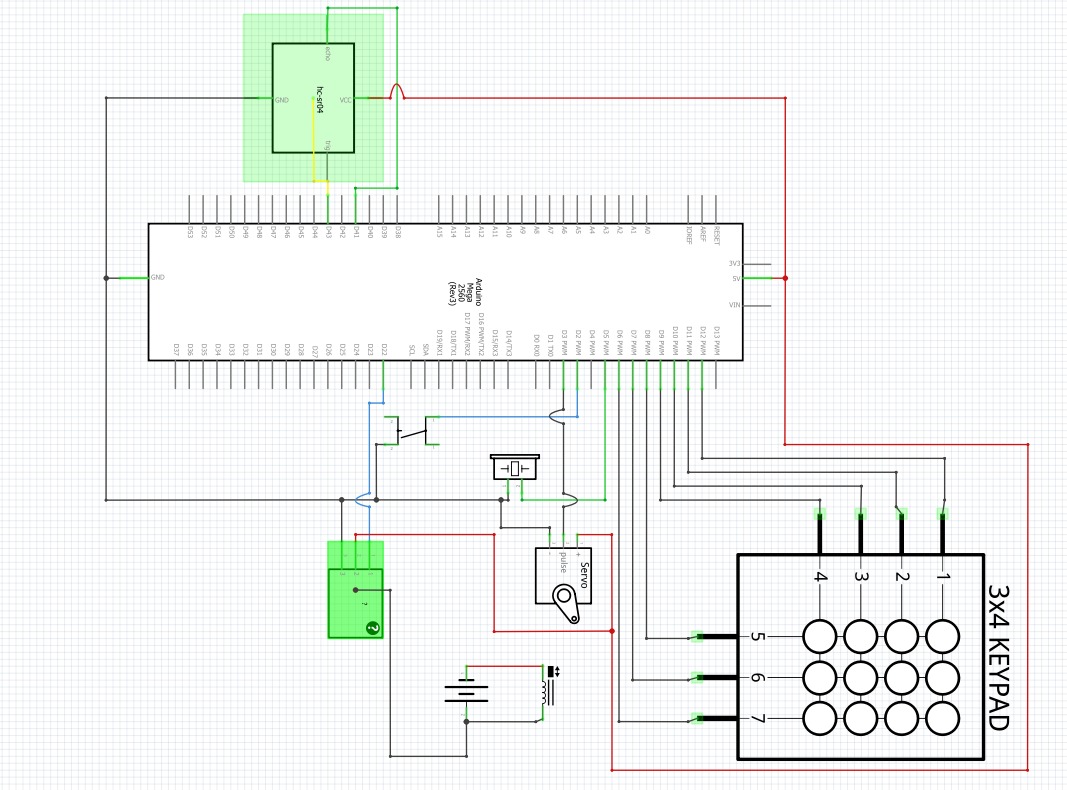 echo
GND
hc-sr04
VCC
trig
D53
D52
D51
D50
D49
D48
D47
D46
D45
D44
D43
D42
D41
D40
D39
D38
A15
A14
A13
A12
A11
A10
A9
A8
A7
A6
A5
A4
A3
A2
A1
A0
IOREF
AREF
RESET
GND
Arduino
Mega
2560
(Rev3)
3V3
5V
VIN
D37
D36
D35
D34
D33
D32
D31
D30
D29
D28
D27
D26
D25
D24
D23
D22
SCL
SDA
D19/RX1
D18/TX1
D17 PWM/RX2
D16 PWM/TX2
D15/RX3
D14/TX3
D0 RX0
D1 TX0
D3 PWM
D2 PWM
D4 PWM
D5 PWM
D6 PWM
D7 PWM
D8 PWM
D9 PWM
D10 PWM
D11 PWM
D12 PWM
D13 PWM
pulse
+
Servo
?
?
4
3
2
1
5
6
7
3x4 KEYPAD